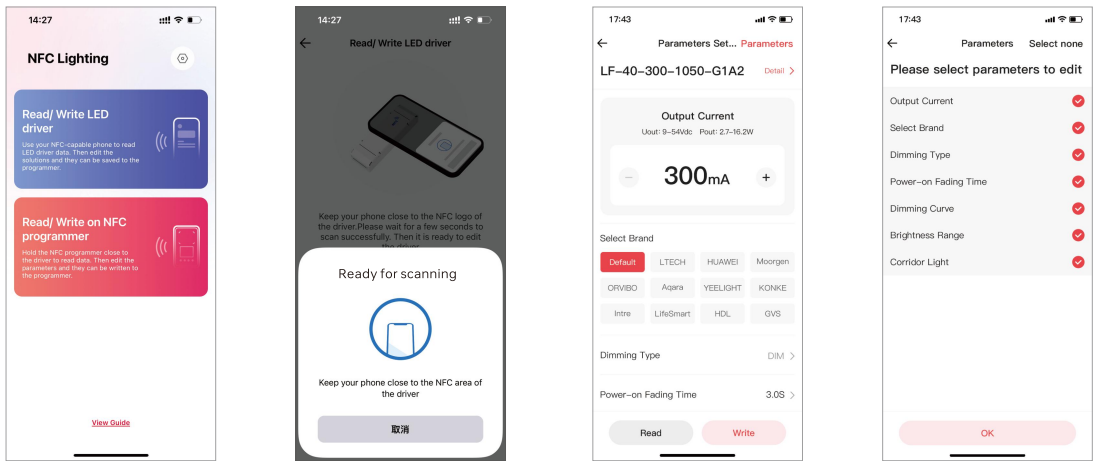 14:27
NFC Lighting
Read/ Write LED
driver
Use your NFC-capable phone to read
LED driver data. Then edit the
solutions and they can be saved to the
programmer.
Read/ Write on NFC
programmer
Hold the NFC programmer close to
the driver to read data. Then edit the
parameters and they can be written to
the programmer.
View Guide
14:27
Read/ Write LED driver
Keep your phone close to the NFC logo of
the driver.Please wait for a few seconds to
scan successfully. Then it is ready to edit
the driver
Ready for scanning
Keep your phone close to the NFC area of
the driver
取消
17:43
Parameters Set... Parameters
LF-40-300-1050-G1A2 Detail >
Output Current
Uout: 9-54Vdc Pout: 2.7-16.2W
− 300mA +
Select Brand
Default LTECH HUAWEI Moorgen
ORVIBO Aqara YEELIGHT KONKE
Intre LifeSmart HDL GVS
Dimming Type DIM >
Power-on Fading Time 3.0S >
Read Write
17:43
Parameters Select none
Please select parameters to edit
Output Current
Select Brand
Dimming Type
Power-on Fading Time
Dimming Curve
Brightness Range
Corridor Light
OK